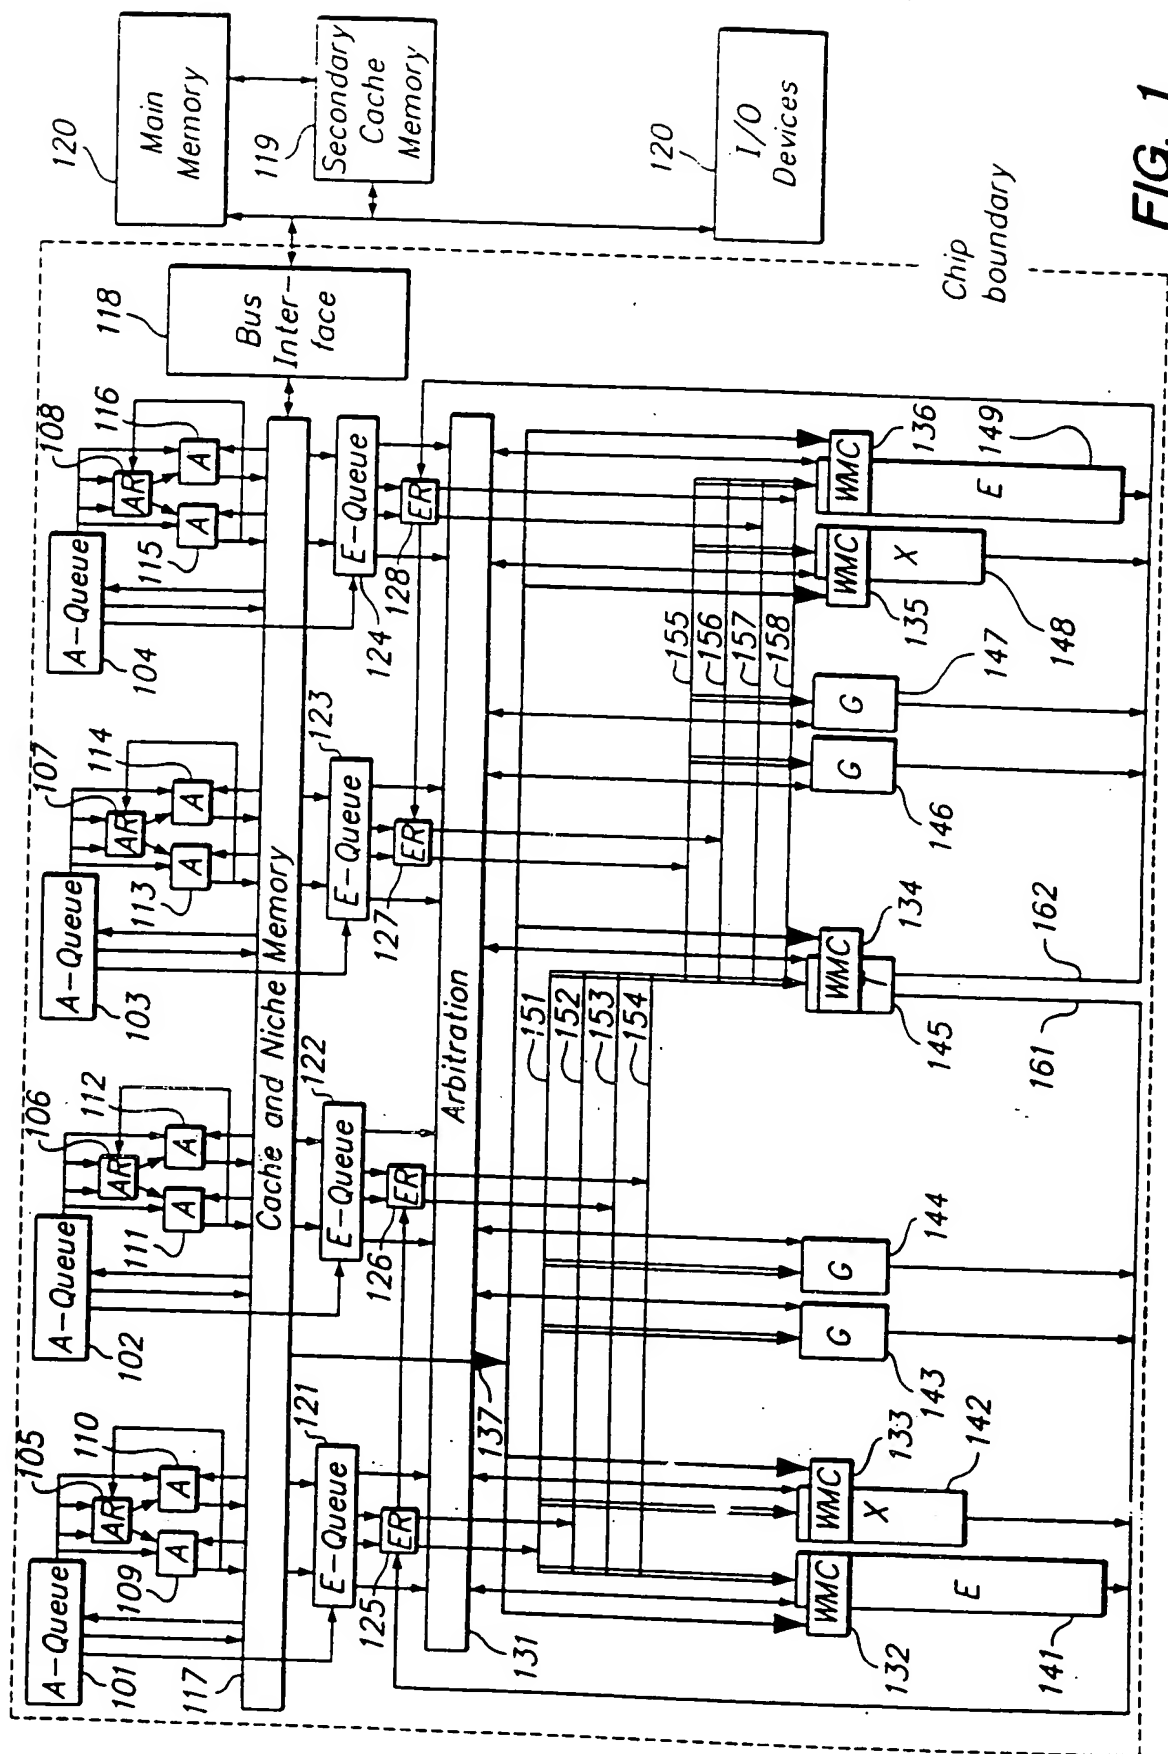 101
A-Queue
105
AR
110
109
A
A
102
A-Queue
106
AR
112
111
A
A
103
A-Queue
107
AR
114
113
A
A
104
A-Queue
108
AR
116
115
A
A
117
Cache and Niche Memory
118
Bus
Inter-
face
120
Main
Memory
119
Secondary
Cache
Memory
120
I/O
Devices
Chip
boundary
121
E-Queue
125
ER
122
E-Queue
126
ER
123
E-Queue
127
ER
124
E-Queue
128
ER
131
Arbitration
137
151
152
153
154
155
156
157
158
132
WMC
E
141
133
WMC
X
142
G
143
G
144
134
WMC
T
145
161
162
G
146
G
147
135
WMC
X
148
136
WMC
E
149
FIG. 1